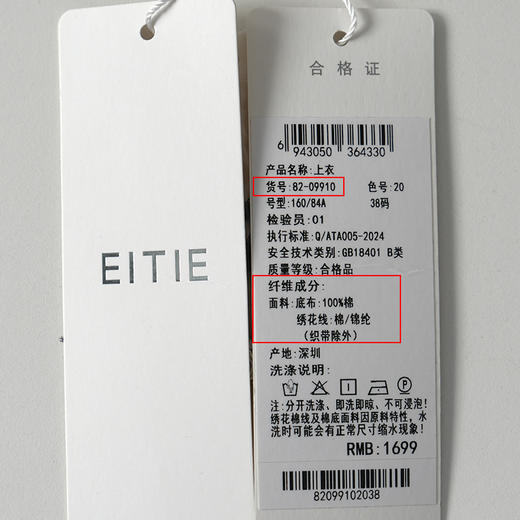 EITIE
合格证
6 943050 364330
产品名称:上衣
货号:82-09910 色号:20
号型:160/84A 38码
检验员:01
执行标准:Q/ATA005-2024
安全技术类别:GB18401 B类
质量等级:合格品
纤维成分:
面料:底布:100%棉
绣花线:棉/锦纶
(织带除外)
产地:深圳
洗涤说明:
注:分开洗涤、即洗即晾、不可浸泡!
绣花棉线及棉底面料因原料特性,水
洗时可能会有正常尺寸缩水现象!
RMB:1699
82099102038